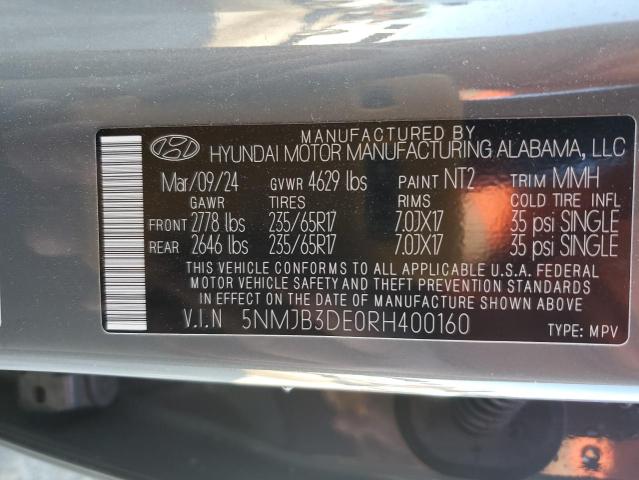 MANUFACTURED BY
HYUNDAI MOTOR MANUFACTURING ALABAMA, LLC
Mar/09/24 GVWR 4629 lbs PAINT NT2 TRIM MMH
GAWR TIRES RIMS COLD TIRE INFL
FRONT 2778 lbs 235/65R17 7.0JX17 35 psi SINGLE
REAR 2646 lbs 235/65R17 7.0JX17 35 psi SINGLE
THIS VEHICLE CONFORMS TO ALL APPLICABLE U.S.A. FEDERAL
MOTOR VEHICLE SAFETY AND THEFT PREVENTION STANDARDS
IN EFFECT ON THE DATE OF MANUFACTURE SHOWN ABOVE.
V.I.N 5NMJB3DE0RH400160 TYPE: MPV